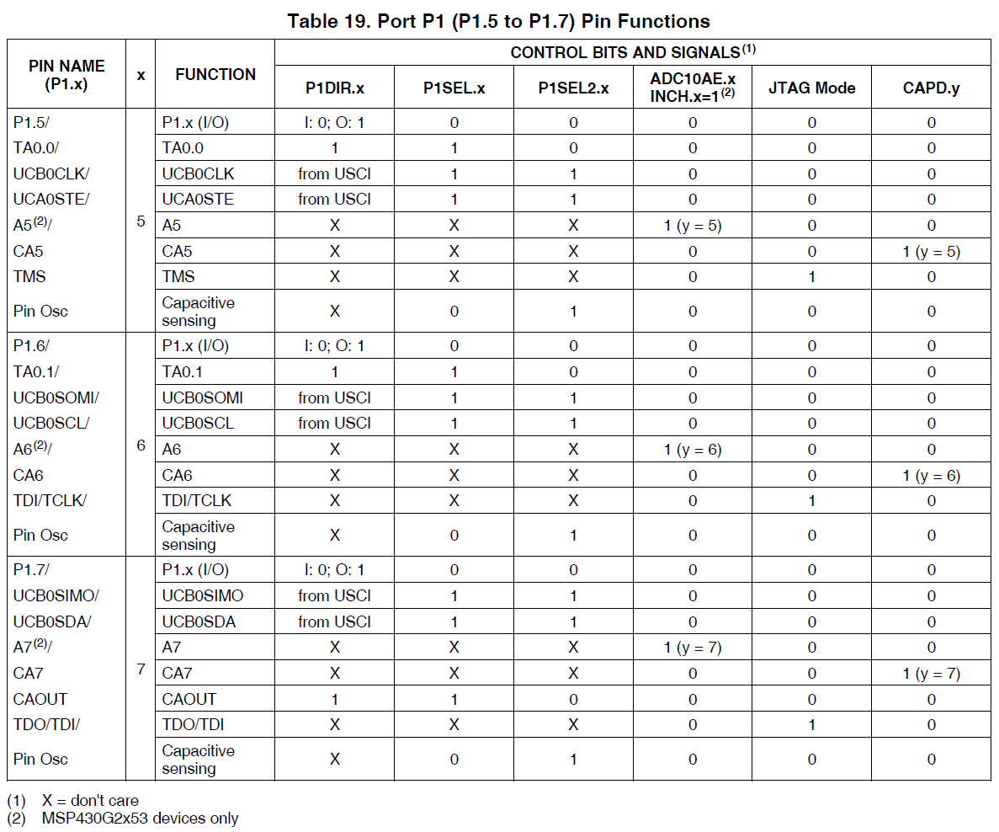 Table 19. Port P1 (P1.5 to P1.7) Pin Functions
PIN NAME (P1.x) x FUNCTION CONTROL BITS AND SIGNALS(1)
P1DIR.x P1SEL.x P1SEL2.x ADC10AE.x INCH.x=1(2) JTAG Mode CAPD.y
P1.5/ P1.x (I/O) I: 0; O: 1 0 0 0 0 0
TA0.0/ TA0.0 1 1 0 0 0 0
UCB0CLK/ UCB0CLK from USCI 1 1 0 0 0
UCA0STE/ UCA0STE from USCI 1 1 0 0 0
5
A5(2)/ A5 X X X 1 (y = 5) 0 0
CA5 CA5 X X X 0 0 1 (y = 5)
TMS TMS X X X 0 1 0
Pin Osc Capacitive sensing X 0 1 0 0 0
P1.6/ P1.x (I/O) I: 0; O: 1 0 0 0 0 0
TA0.1/ TA0.1 1 1 0 0 0 0
UCB0SOMI/ UCB0SOMI from USCI 1 1 0 0 0
UCB0SCL/ UCB0SCL from USCI 1 1 0 0 0
6
A6(2)/ A6 X X X 1 (y = 6) 0 0
CA6 CA6 X X X 0 0 1 (y = 6)
TDI/TCLK/ TDI/TCLK X X X 0 1 0
Pin Osc Capacitive sensing X 0 1 0 0 0
P1.7/ P1.x (I/O) I: 0; O: 1 0 0 0 0 0
UCB0SIMO/ UCB0SIMO from USCI 1 1 0 0 0
UCB0SDA/ UCB0SDA from USCI 1 1 0 0 0
A7(2)/ A7 X X X 1 (y = 7) 0 0
7
CA7 CA7 X X X 0 0 1 (y = 7)
CAOUT CAOUT 1 1 0 0 0 0
TDO/TDI/ TDO/TDI X X X 0 1 0
Pin Osc Capacitive sensing X 0 1 0 0 0
(1) X = don't care
(2) MSP430G2x53 devices only